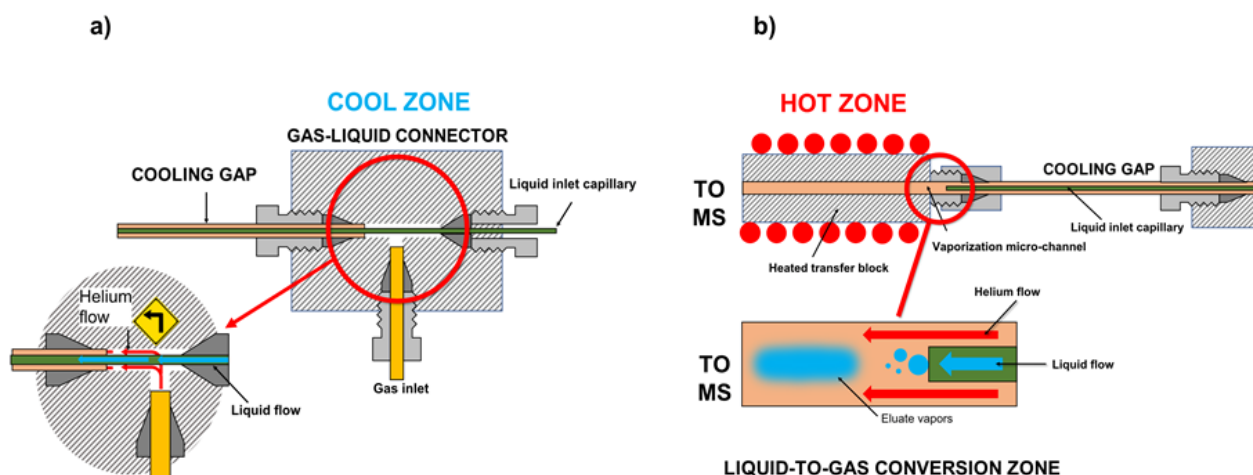 a)
COOL ZONE
GAS-LIQUID CONNECTOR
COOLING GAP
Liquid inlet capillary
Helium
flow
Liquid flow
Gas inlet
b)
HOT ZONE
COOLING GAP
TO
MS
Liquid inlet capillary
Vaporization micro-channel
Heated transfer block
Helium flow
TO
MS
Liquid flow
Eluate vapors
LIQUID-TO-GAS CONVERSION ZONE